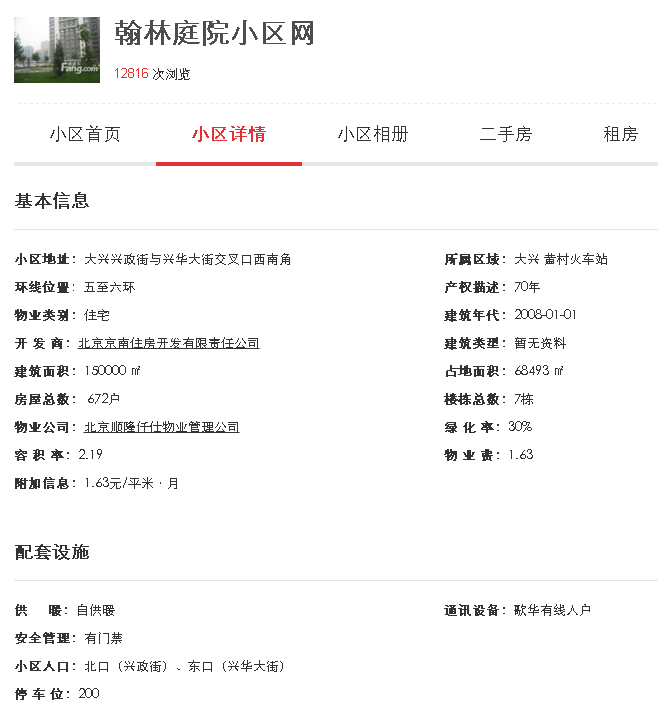 翰林庭院小区网
Fang.com
12816 次浏览
小区首页 小区详情 小区相册 二手房 租房
基本信息
小区地址：大兴兴政街与兴华大街交叉口西南角 所属区域：大兴 黄村火车站
环线位置：五至六环 产权描述：70年
物业类别：住宅 建筑年代：2008-01-01
开 发 商：北京京南住房开发有限责任公司 建筑类型：暂无资料
建筑面积：150000 ㎡ 占地面积：68493 ㎡
房屋总数： 672户 楼栋总数：7栋
物业公司：北京顺隆仟仕物业管理公司 绿 化 率：30%
容 积 率：2.19 物 业 费：1.63
附加信息：1.63元/平米·月
配套设施
供 暖：自供暖 通讯设备：歌华有线入户
安全管理：有门禁
小区入口：北口（兴政街）、东口（兴华大街）
停 车 位：200